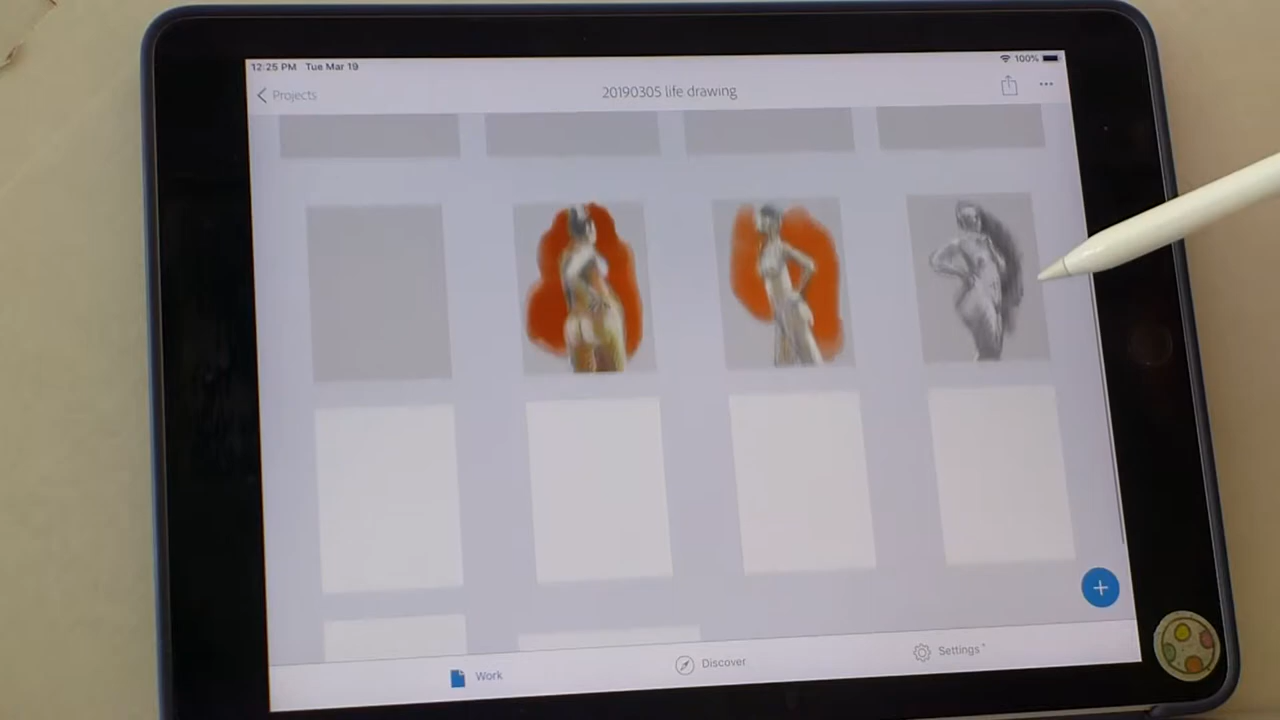 12:25 PM Tue Mar 19
100%
Projects
20190305 life drawing
Work
Discover
Settings